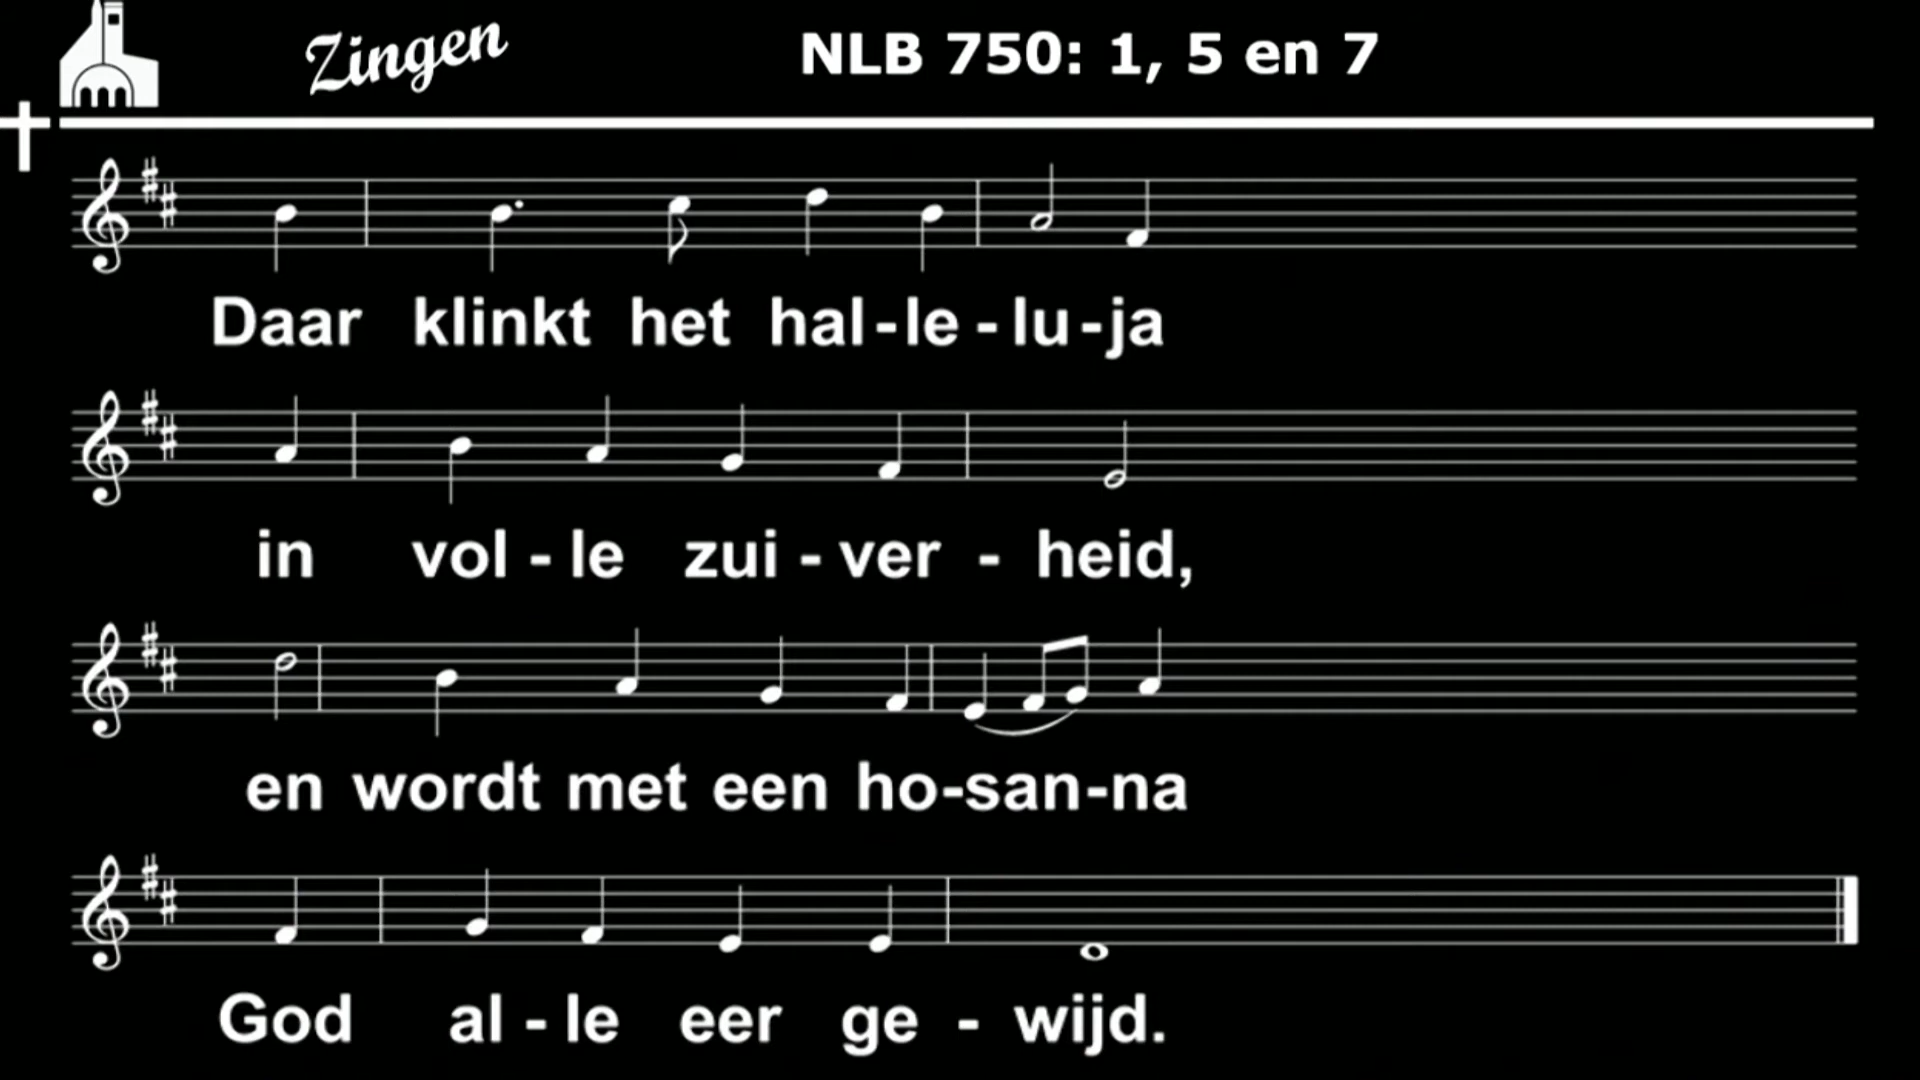 Zingen
NLB 750: 1, 5 en 7
Daar klinkt het hal-le-lu-ja
in vol-le zui-ver-heid,
en wordt met een ho-san-na
God al-le eer ge-wijd.